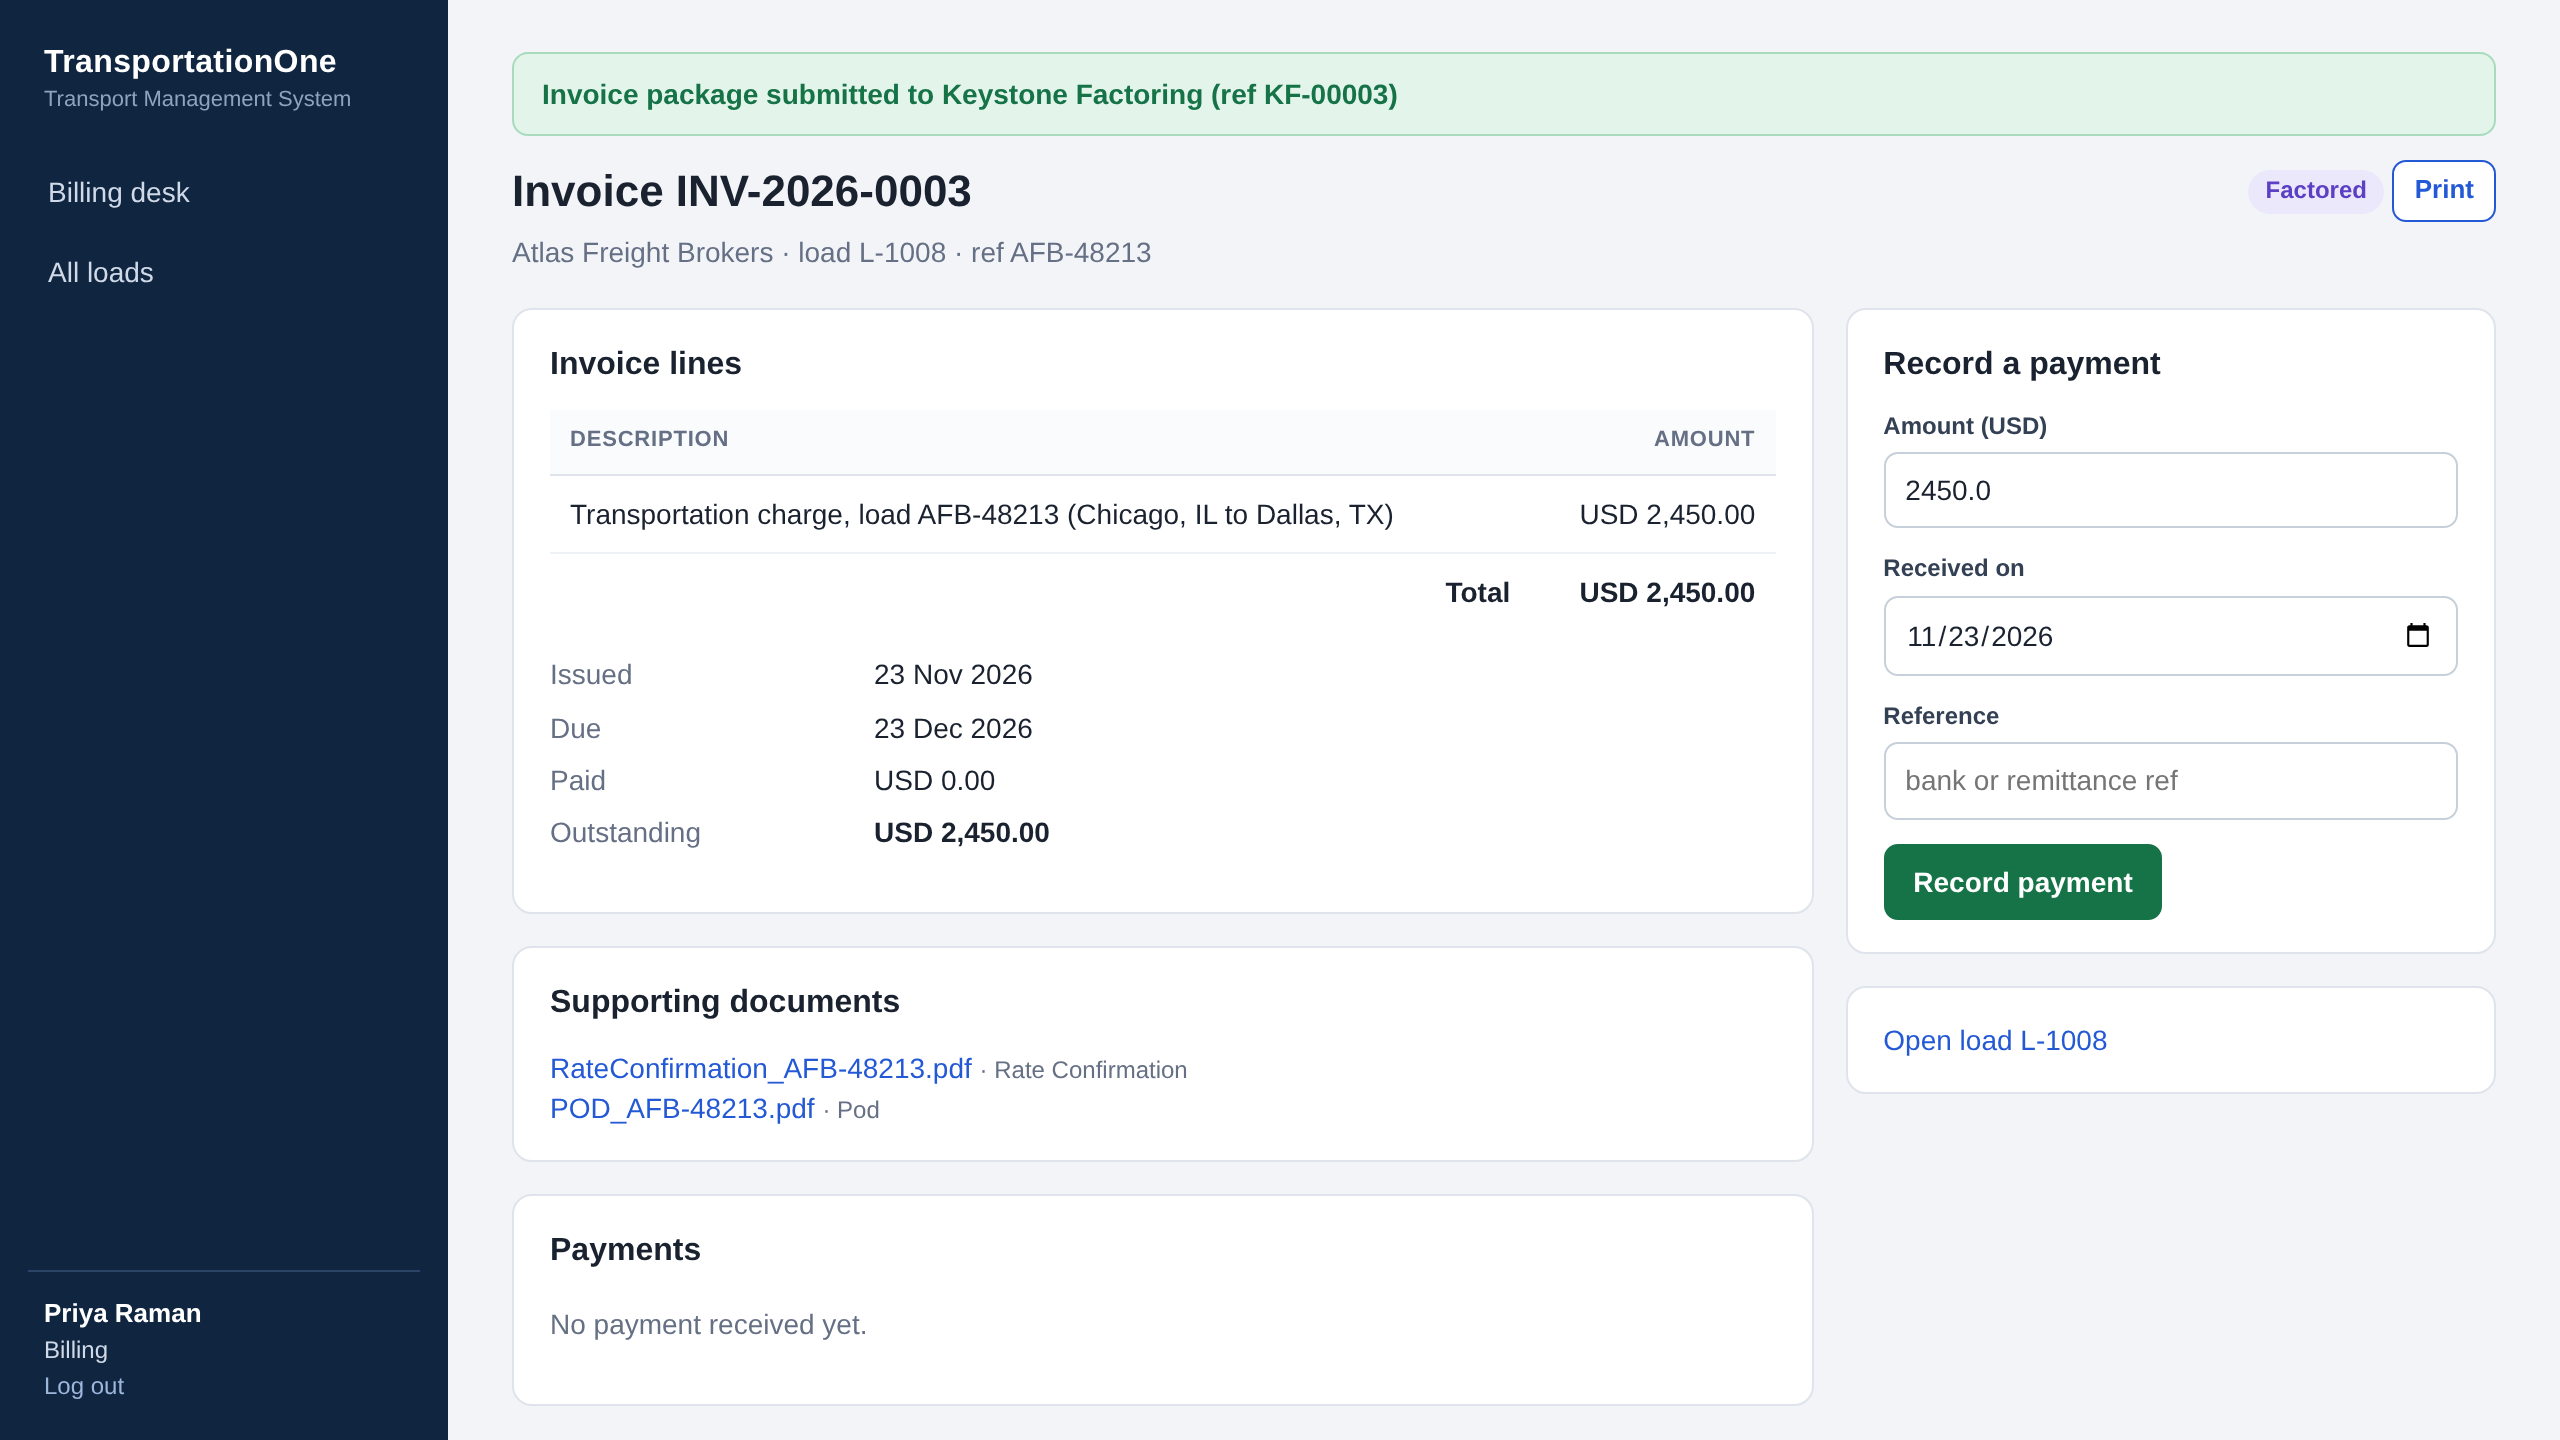 TransportationOne
Transport Management System
Billing desk
All loads
Priya Raman
Billing
Log out
Invoice package submitted to Keystone Factoring (ref KF-00003)
Invoice INV-2026-0003
Factored
Print
Atlas Freight Brokers · load L-1008 · ref AFB-48213
Invoice lines
DESCRIPTION AMOUNT
Transportation charge, load AFB-48213 (Chicago, IL to Dallas, TX) USD 2,450.00
Total USD 2,450.00
Issued 23 Nov 2026
Due 23 Dec 2026
Paid USD 0.00
Outstanding USD 2,450.00
Supporting documents
RateConfirmation_AFB-48213.pdf · Rate Confirmation
POD_AFB-48213.pdf · Pod
Payments
No payment received yet.
Record a payment
Amount (USD)
2450.0
Received on
11/23/2026
Reference
bank or remittance ref
Record payment
Open load L-1008